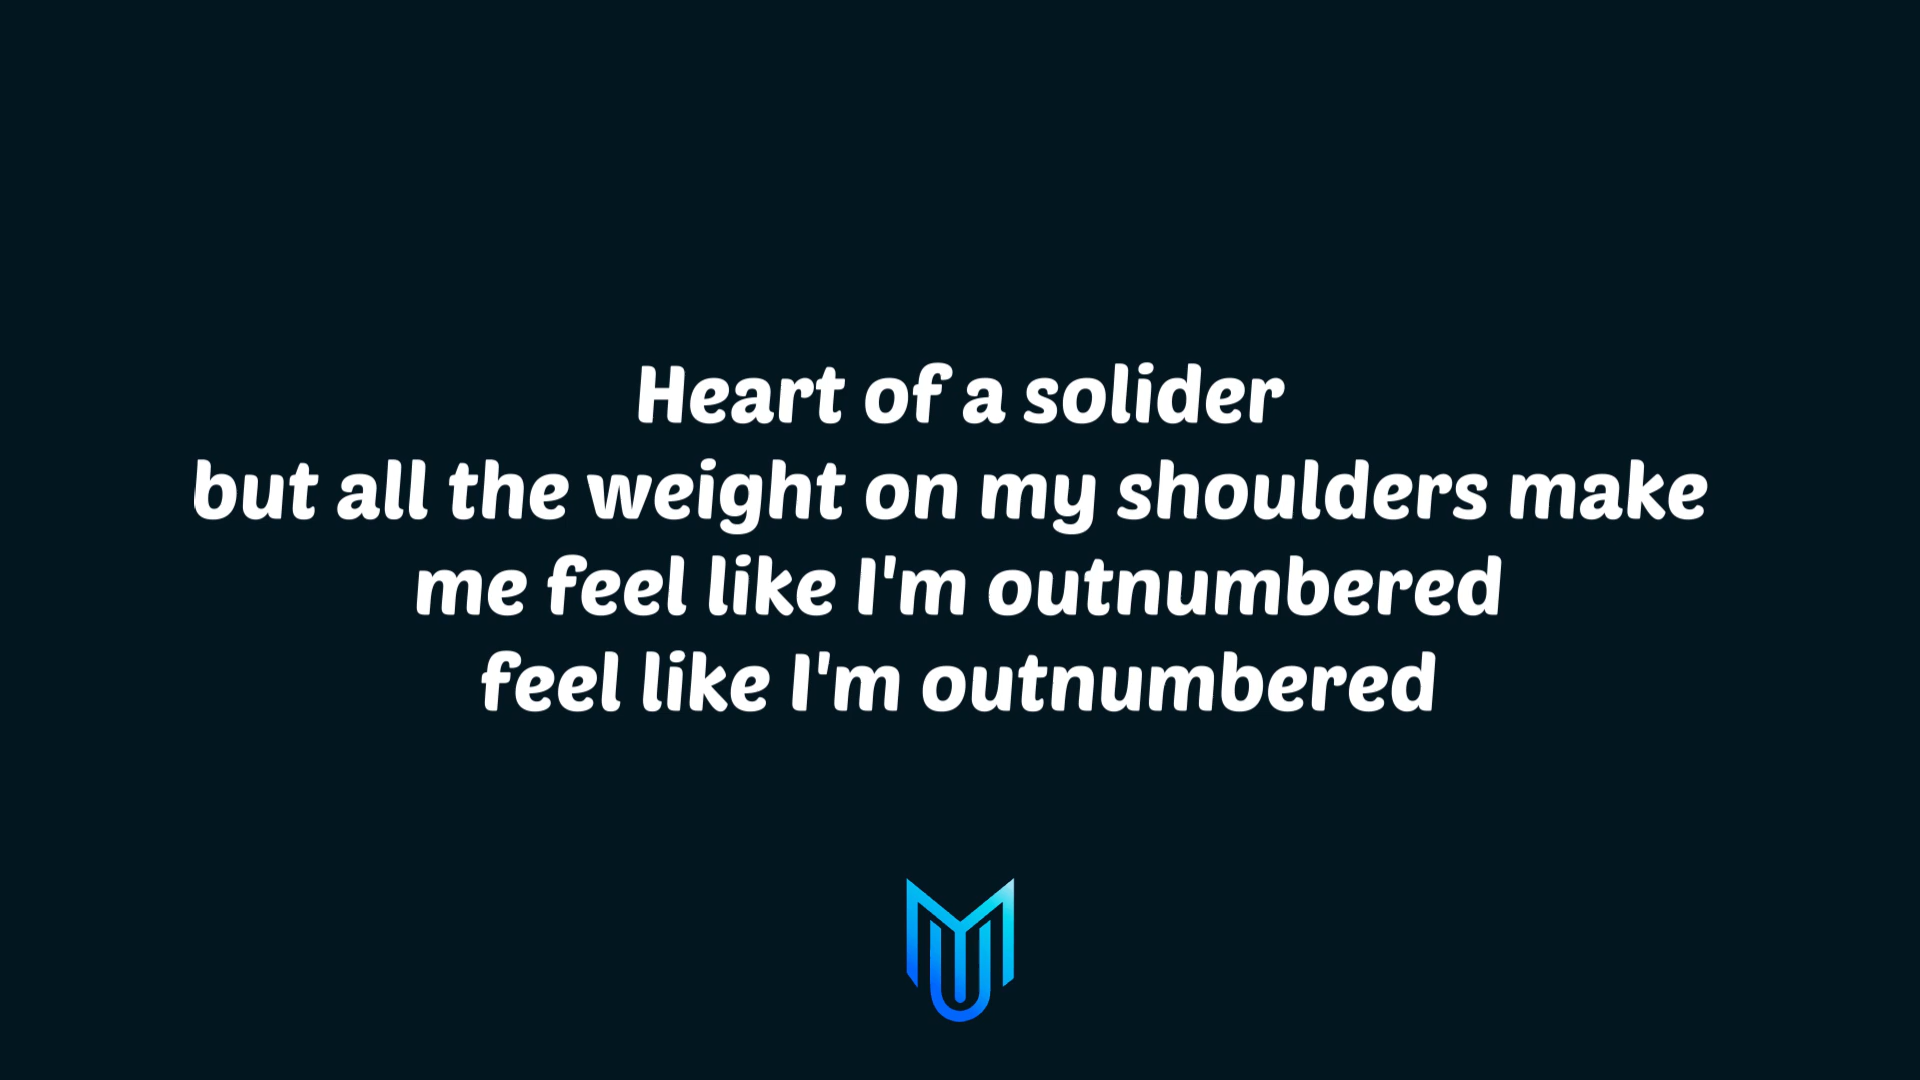 Heart of a solider
but all the weight on my shoulders make
me feel like I'm outnumbered
feel like I'm outnumbered